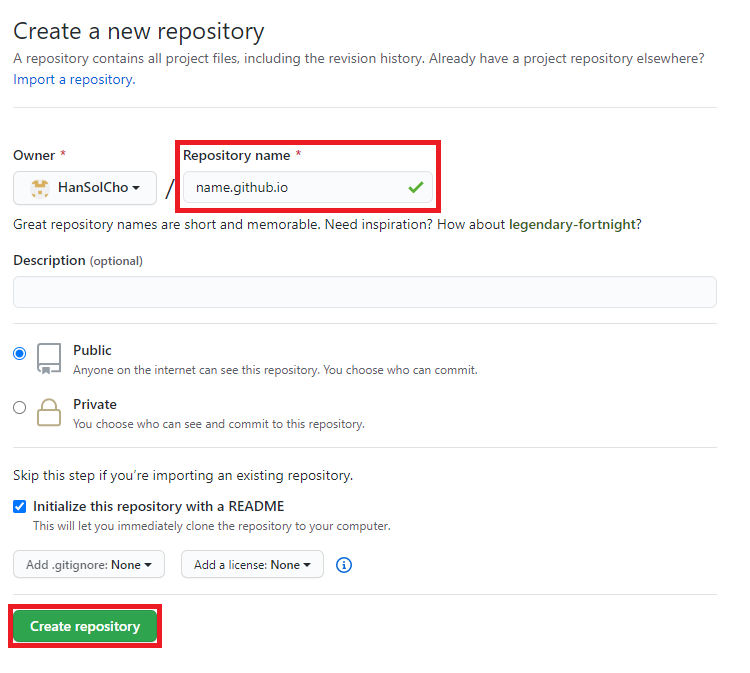 Create a new repository
A repository contains all project files, including the revision history. Already have a project repository elsewhere?
Import a repository.
Owner * Repository name *
HanSolCho / name.github.io
Great repository names are short and memorable. Need inspiration? How about legendary-fortnight?
Description (optional)
Public
Anyone on the internet can see this repository. You choose who can commit.
Private
You choose who can see and commit to this repository.
Skip this step if you’re importing an existing repository.
Initialize this repository with a README
This will let you immediately clone the repository to your computer.
Add .gitignore: None Add a license: None
Create repository